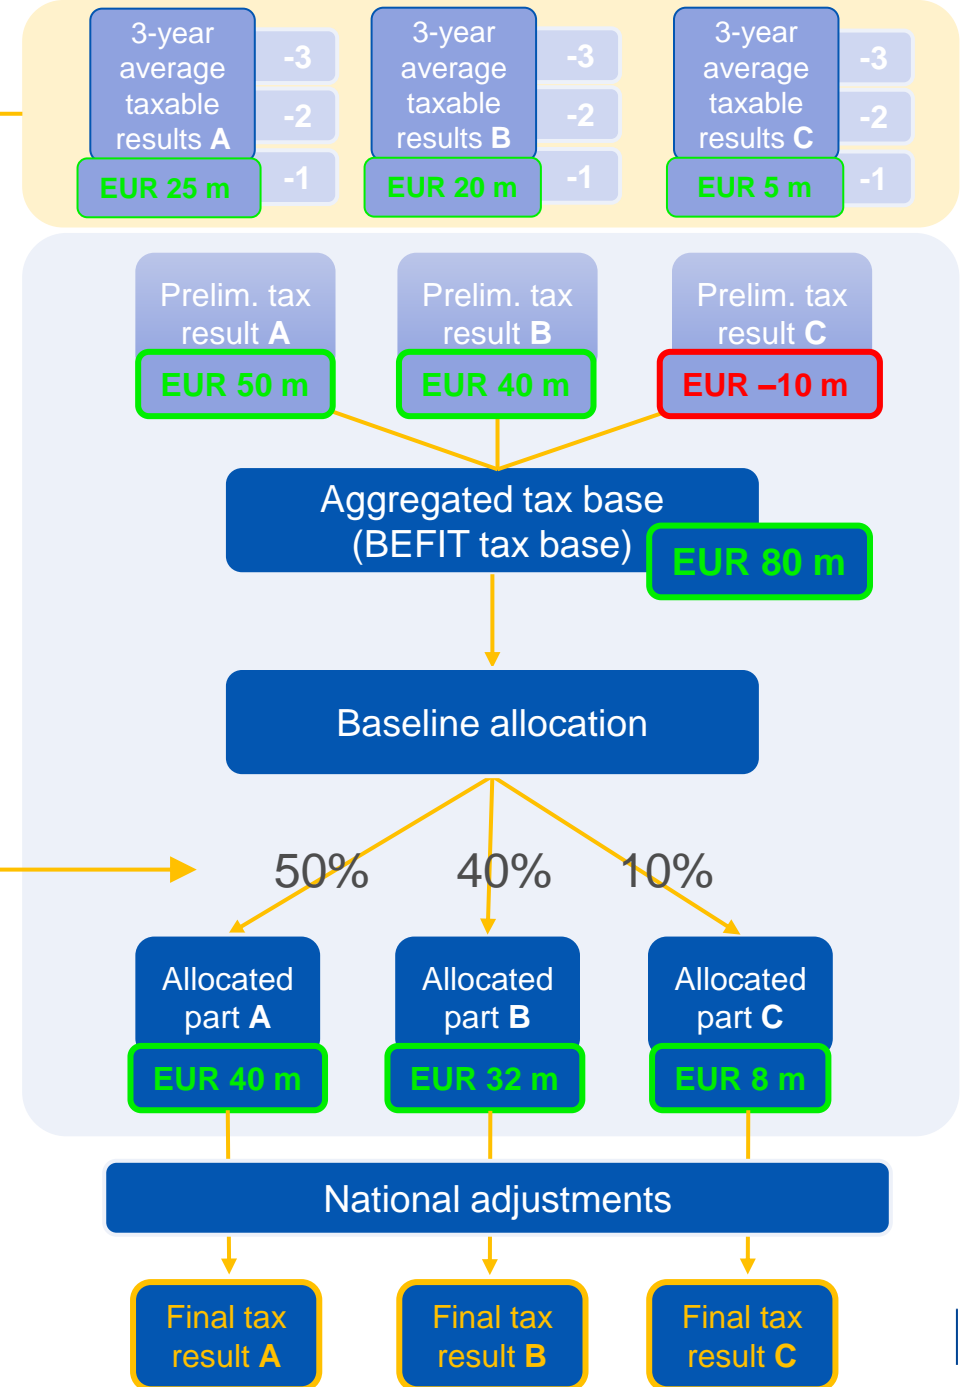 3-year
average
taxable
results A
EUR 25 m
-3
-2
-1
3-year
average
taxable
results B
EUR 20 m
-3
-2
-1
3-year
average
taxable
results C
EUR 5 m
-3
-2
-1
Prelim. tax
result A
EUR 50 m
Prelim. tax
result B
EUR 40 m
Prelim. tax
result C
EUR –10 m
Aggregated tax base
(BEFIT tax base)
EUR 80 m
Baseline allocation
50%
40%
10%
Allocated
part A
EUR 40 m
Allocated
part B
EUR 32 m
Allocated
part C
EUR 8 m
National adjustments
Final tax
result A
Final tax
result B
Final tax
result C